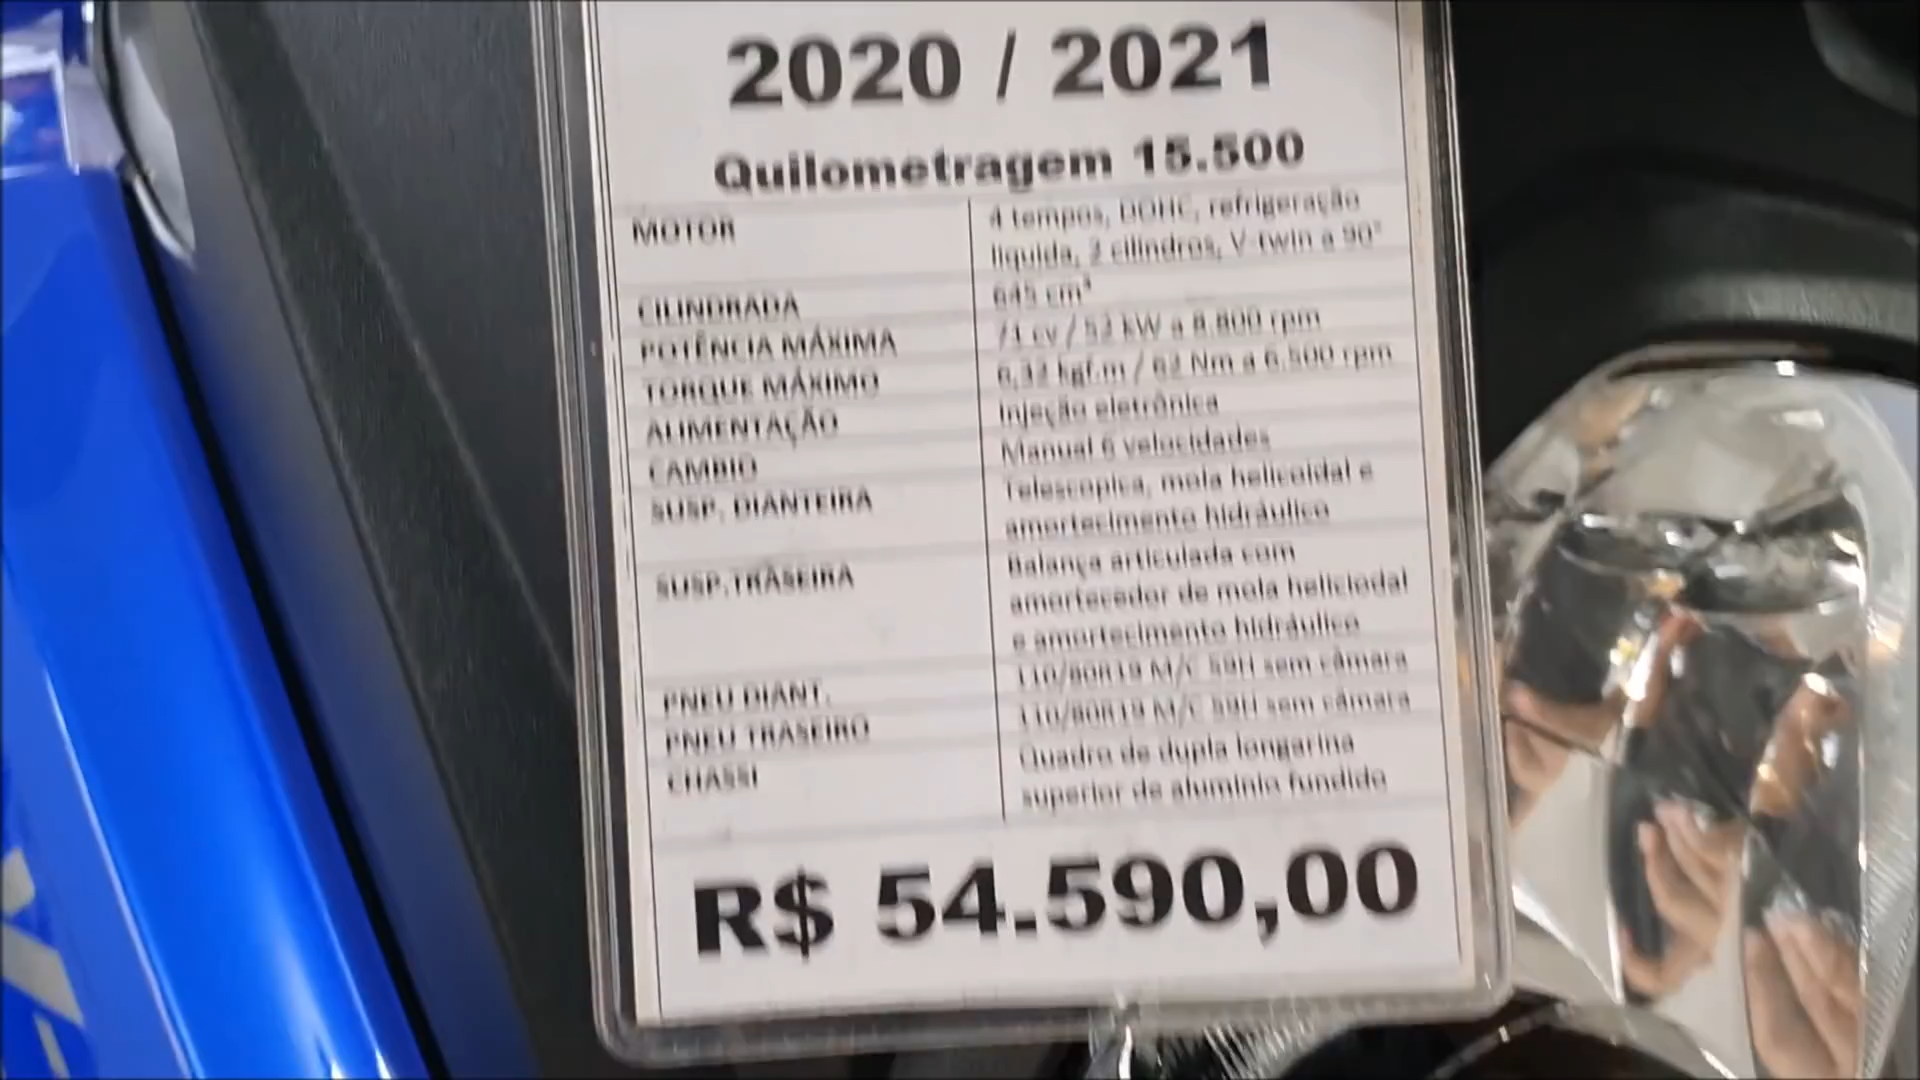 2020 / 2021
Quilometragem 15.500
MOTOR 4 tempos, DOHC, refrigeração
liquida, 2 cilindros, V-twin a 90°
CILINDRADA 645 cm³
POTÊNCIA MÁXIMA 71 cv / 52 kW a 8.800 rpm
TORQUE MÁXIMO 6,32 kgf.m / 62 Nm a 6.500 rpm
ALIMENTAÇÃO Injeção eletrônica
CAMBIO Manual 6 velocidades
SUSP. DIANTEIRA Telescopica, mola helicoidal e
amortecimento hidráulico
SUSP.TRASEIRA Balança articulada com
amortecedor de mola heliciodal
e amortecimento hidráulico
PNEU DIANT. 110/80R19 M/C 59H sem câmara
PNEU TRASEIRO 110/80R19 M/C 59H sem câmara
CHASSI Quadro de dupla longarina
superior de alumínio fundido
R$ 54.590,00